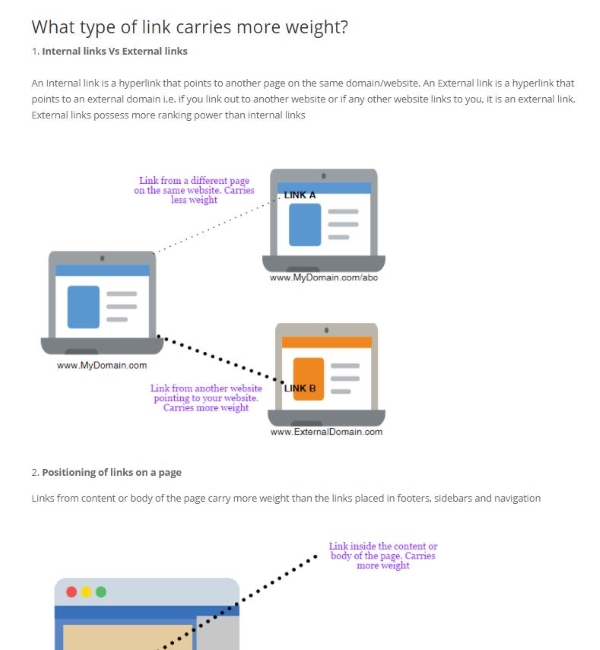 What type of link carries more weight?
1. Internal links Vs External links
An Internal link is a hyperlink that points to another page on the same domain/website. An External link is a hyperlink that
points to an external domain i.e. if you link out to another website or if any other website links to you, it is an external link.
External links possess more ranking power than internal links
Link from a different page
on the same website. Carries
less weight
LINK A
www.MyDomain.com/abc
www.MyDomain.com
Link from another website
pointing to your website.
Carries more weight
LINK B
www.ExternalDomain.com
2. Positioning of links on a page
Links from content or body of the page carry more weight than the links placed in footers, sidebars and navigation
Link inside the content or
body of the page. Carries
more weight